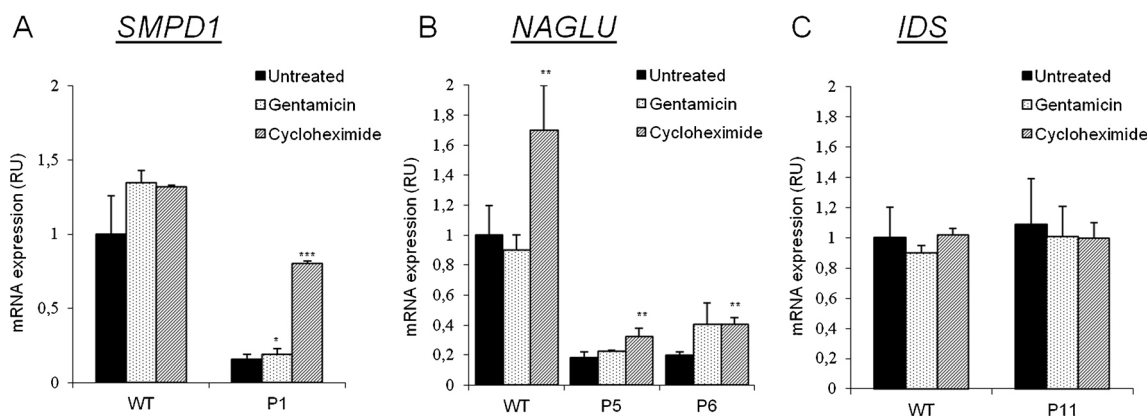 A SMPD1
mRNA expression (RU)
2
1,5
1
0,5
0
Untreated
Gentamicin
Cycloheximide
*
***
WT P1
B NAGLU
mRNA expression (RU)
2
1,8
1,6
1,4
1,2
1
0,8
0,6
0,4
0,2
0
Untreated
Gentamicin
Cycloheximide
**
**
**
WT P5 P6
C IDS
mRNA expression (RU)
2
1,8
1,6
1,4
1,2
1
0,8
0,6
0,4
0,2
0
Untreated
Gentamicin
Cycloheximide
WT P11